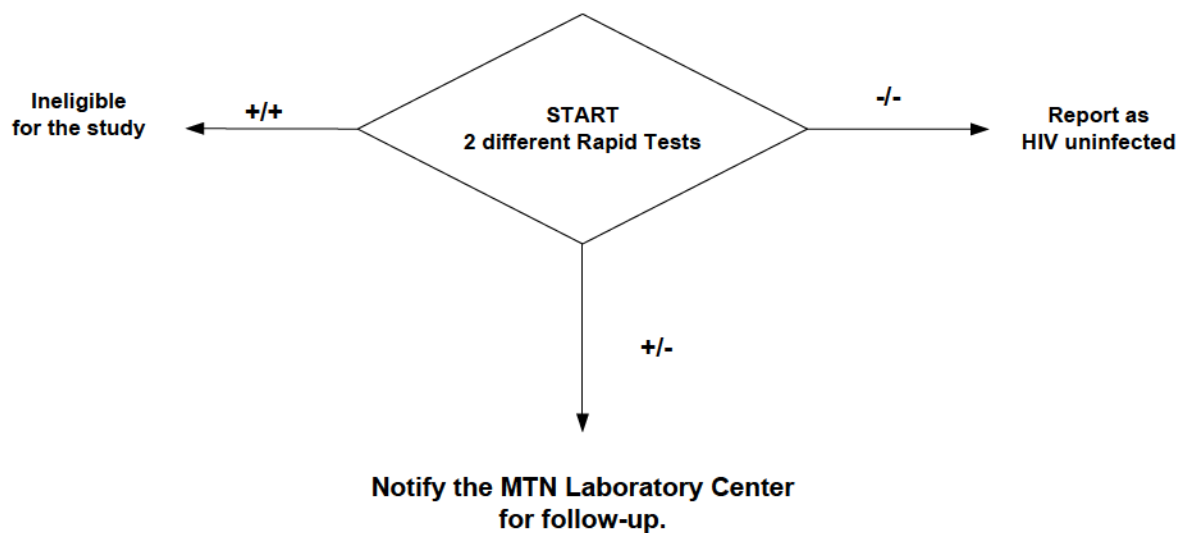 Ineligible
for the study
+/+
START
2 different Rapid Tests
-/-
Report as
HIV uninfected
+/-
Notify the MTN Laboratory Center
for follow-up.